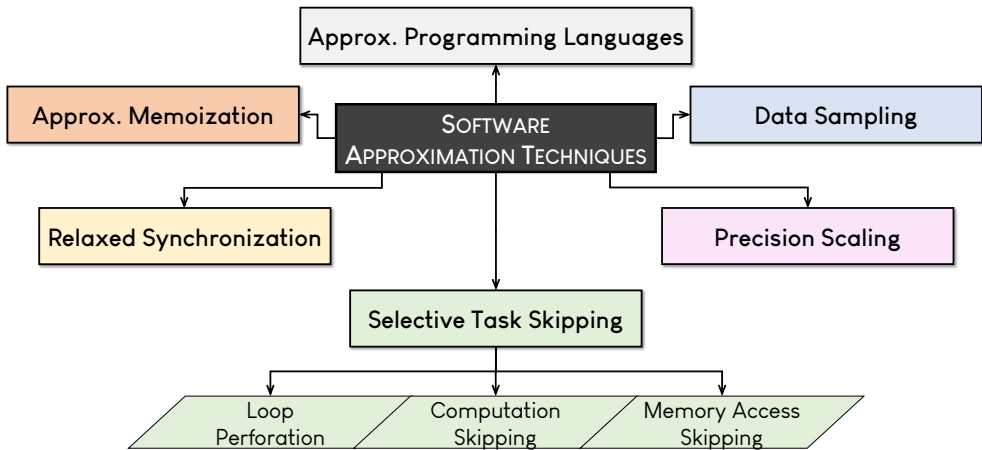 Approx. Programming Languages
Approx. Memoization
SOFTWARE
APPROXIMATION TECHNIQUES
Data Sampling
Relaxed Synchronization
Precision Scaling
Selective Task Skipping
Loop
Perforation
Computation
Skipping
Memory Access
Skipping